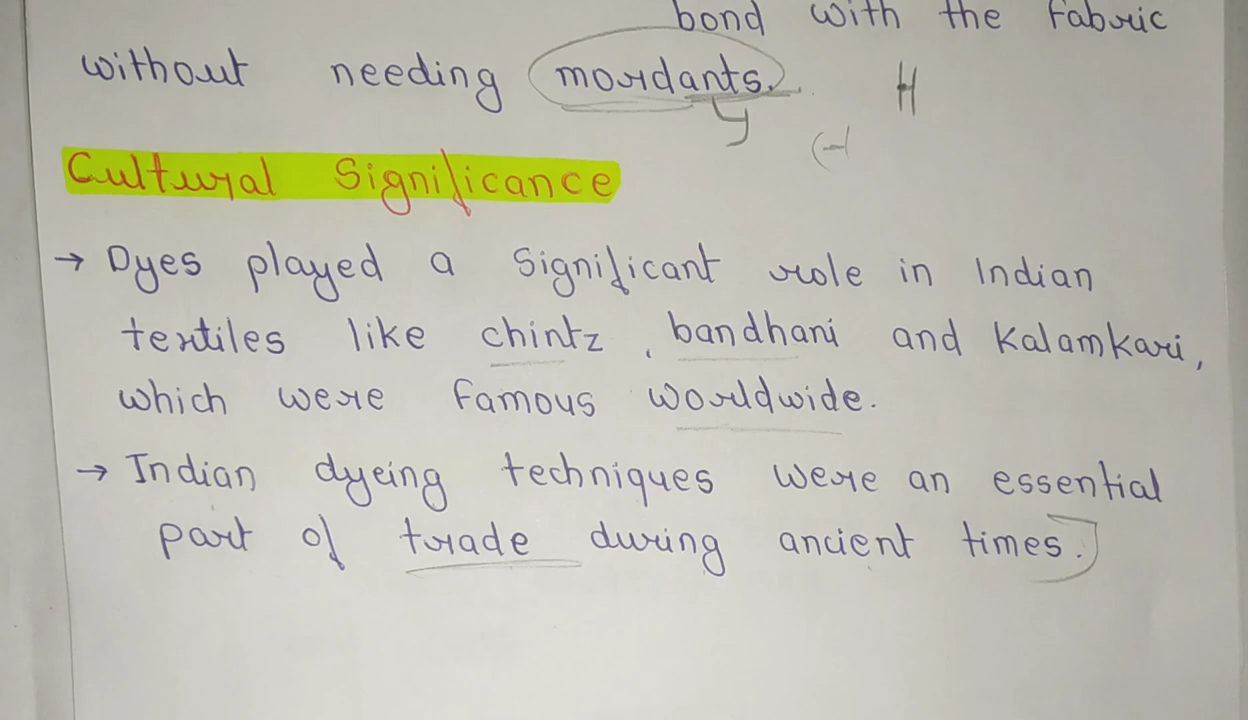 bond with the fabric
without needing mordants.
Cultural Significance
→ Dyes played a significant role in Indian
textiles like chintz, bandhani and Kalamkari,
which were famous worldwide.
→ Indian dyeing techniques were an essential
part of trade during ancient times.